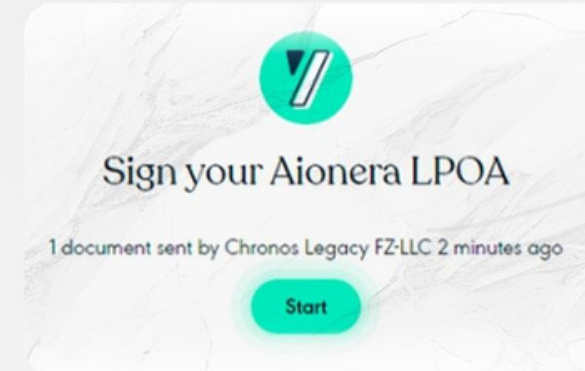 Sign your Aionera LPOA
1 document sent by Chronos Legacy FZ-LLC 2 minutes ago
Start